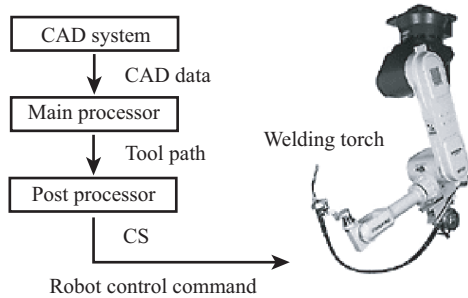 CAD system
CAD data
Main processor
Tool path
Post processor
CS
Robot control command
Welding torch